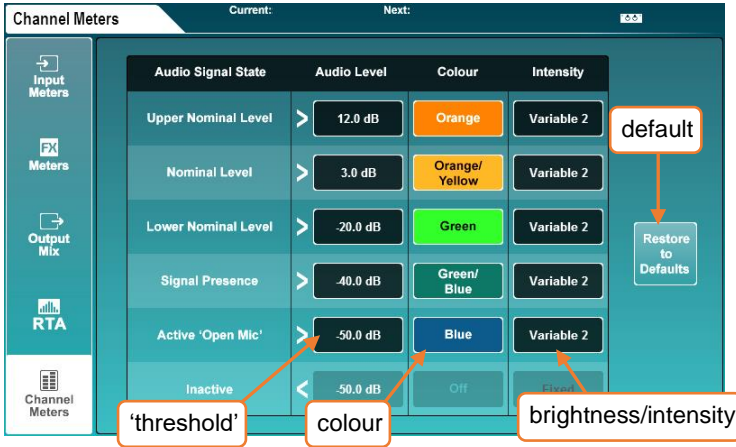 Channel Meters
Current:
Next:
Input
Meters
FX
Meters
Output
Mix
RTA
Channel
Meters
Audio Signal State Audio Level Colour Intensity
Upper Nominal Level > 12.0 dB Orange Variable 2
Nominal Level > 3.0 dB Orange/
Yellow Variable 2
Lower Nominal Level > -20.0 dB Green Variable 2
Signal Presence > -40.0 dB Green/
Blue Variable 2
Active 'Open Mic' > -50.0 dB Blue Variable 2
Inactive < -50.0 dB Off Fixed
default
Restore
to
Defaults
‘threshold’
colour
brightness/intensity